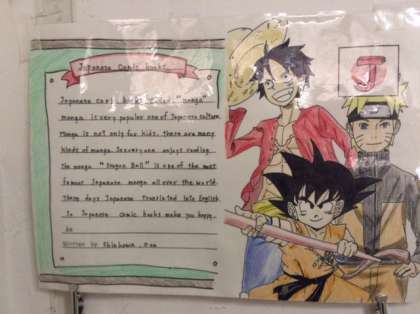 Japanese Comic books
Japanese comic books called "manga"
manga is very popular one of Japanese culture
Manga is not only for kids, there are many
kinds of manga. So everyone enjoys reading
the manga "Dragon Ball" is one of the most
famous Japanese manga all over the world.
These days Japanese translated into English
Japanese Comic books make you happy.
Written by
J